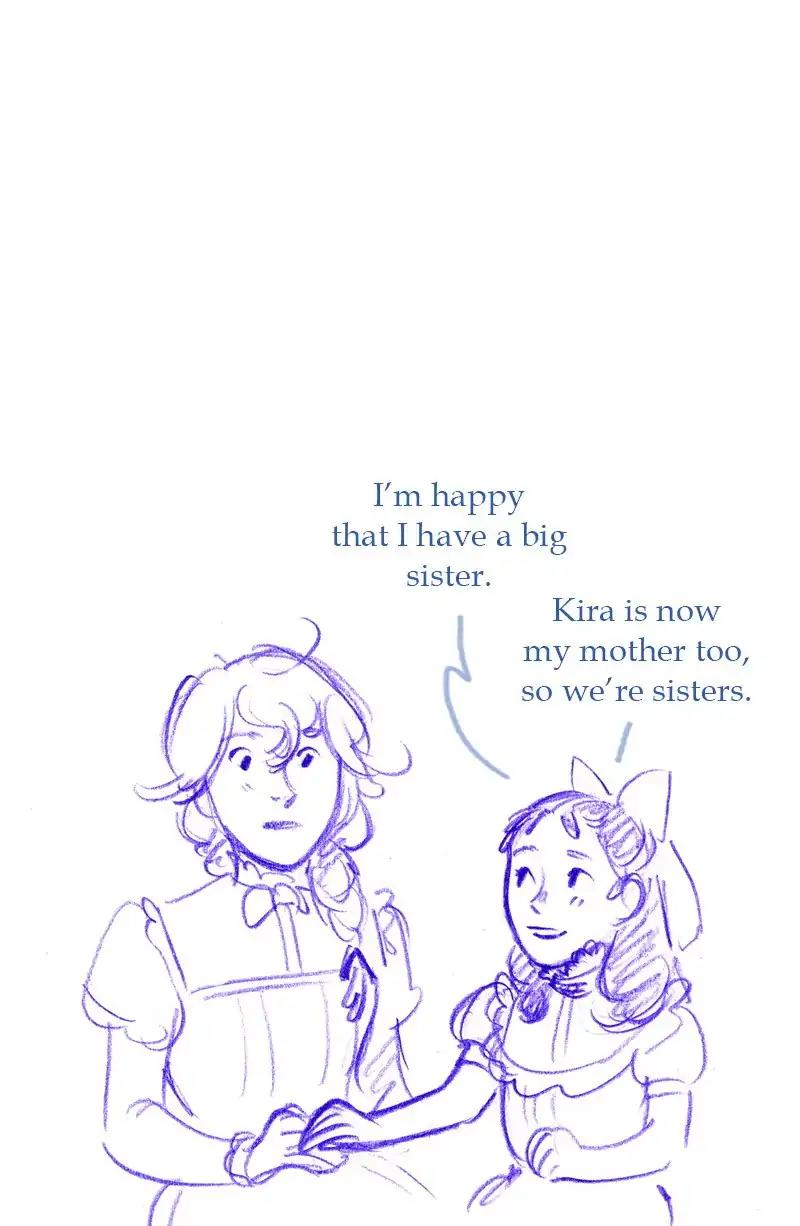 I’m happy
that I have a big
sister.
Kira is now
my mother too,
so we’re sisters.